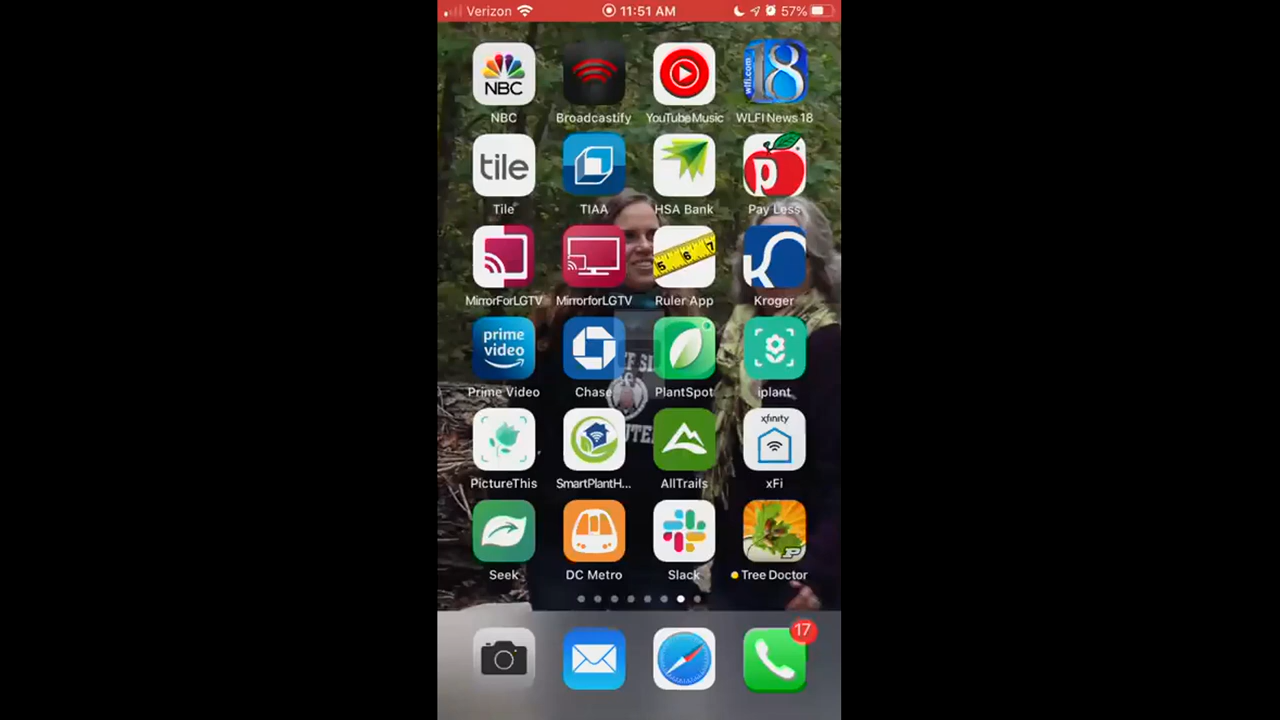 Verizon 11:51 AM 57%
NBC
wlfi.com 18
NBC Broadcastify YouTubeMusic WLFI News 18
tile p
Tile TIAA HSA Bank Pay Less
5 6 7 K
MirrorForLGTV MirrorforLGTV Ruler App Kroger
prime
video
Prime Video Chase PlantSpot iplant
xfinity
PictureThis SmartPlantH... AllTrails xFi
P
Seek DC Metro Slack Tree Doctor
17